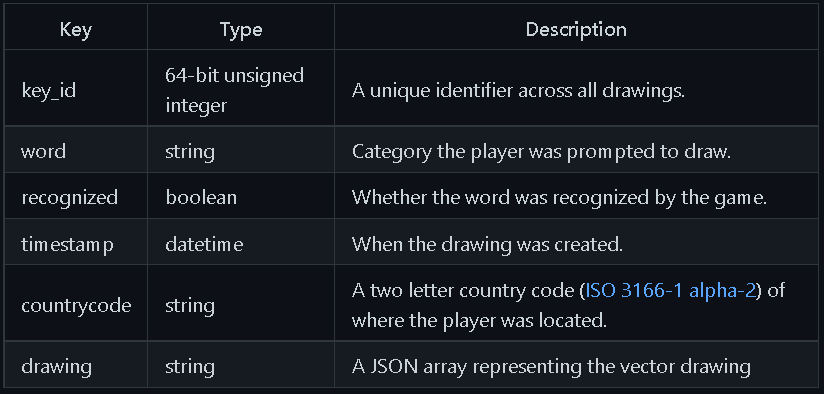 Key Type Description
key_id 64-bit unsigned integer A unique identifier across all drawings.
word string Category the player was prompted to draw.
recognized boolean Whether the word was recognized by the game.
timestamp datetime When the drawing was created.
countrycode string A two letter country code (ISO 3166-1 alpha-2) of
where the player was located.
drawing string A JSON array representing the vector drawing